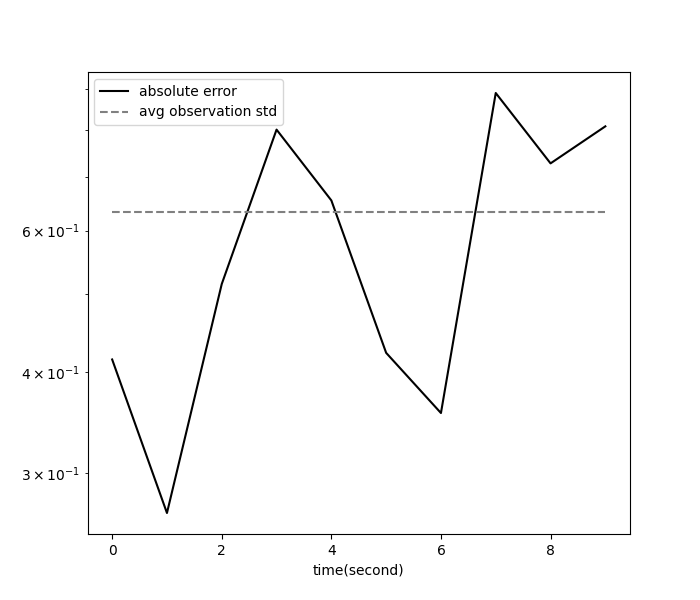 absolute error
avg observation std
6 × 10⁻¹
4 × 10⁻¹
3 × 10⁻¹
0 2 4 6 8
time(second)